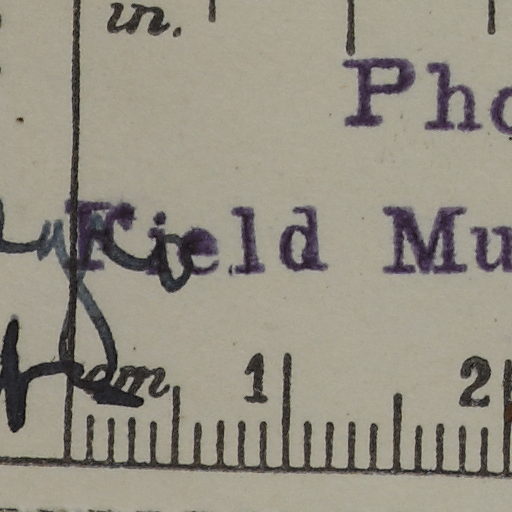 in.
Pho
Field Mu
cm 1 2